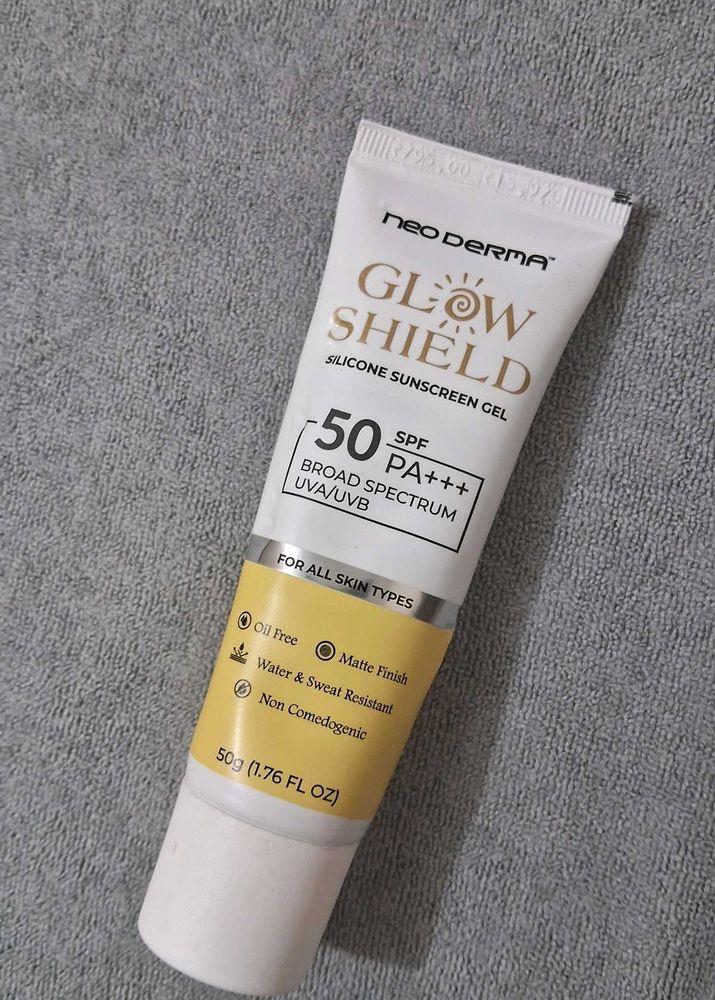 neo DERMA™
GLOW
SHIELD
SILICONE SUNSCREEN GEL
50 SPF
PA+++
BROAD SPECTRUM
UVA/UVB
FOR ALL SKIN TYPES
Oil Free
Matte Finish
Water & Sweat Resistant
Non Comedogenic
50g (1.76 FL OZ)